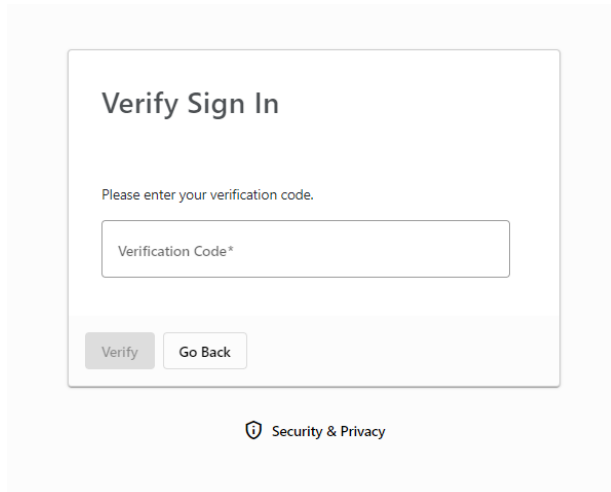 Verify Sign In
Please enter your verification code.
Verification Code*
Verify Go Back
Security & Privacy